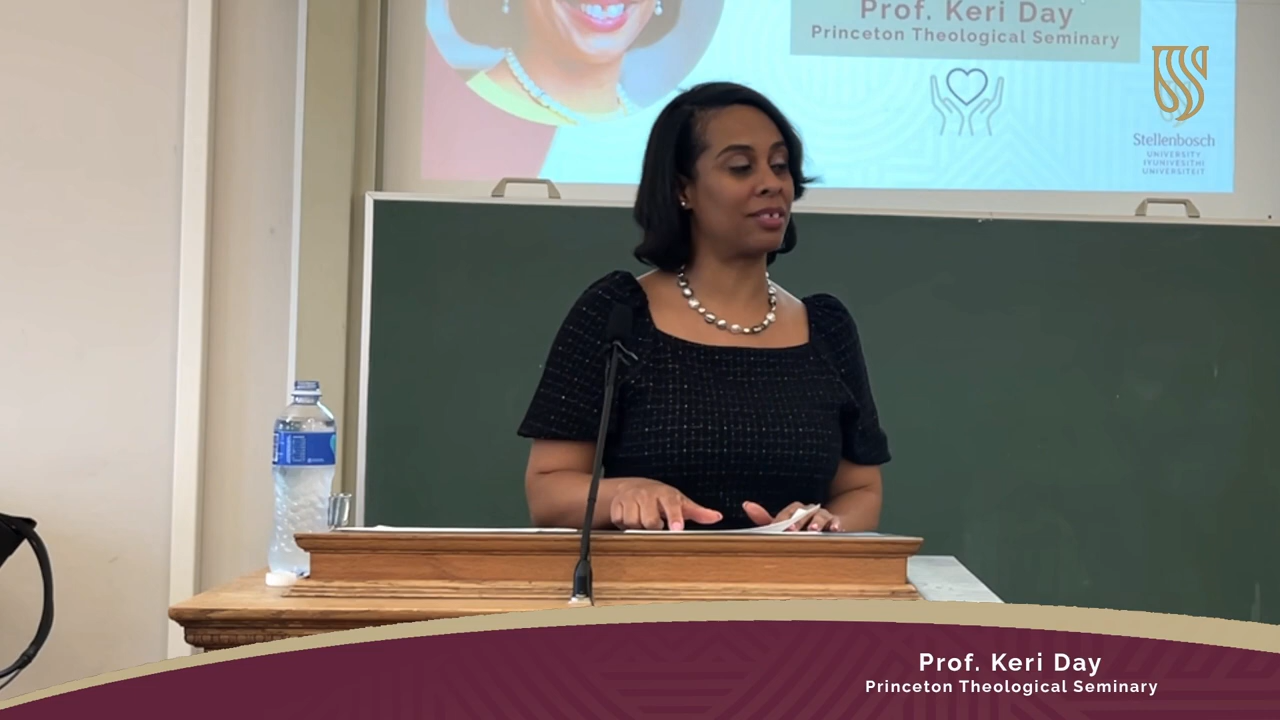 Prof. Keri Day
Princeton Theological Seminary
Stellenbosch
UNIVERSITY
IYUNIVESITHI
UNIVERSITEIT
Prof. Keri Day
Princeton Theological Seminary